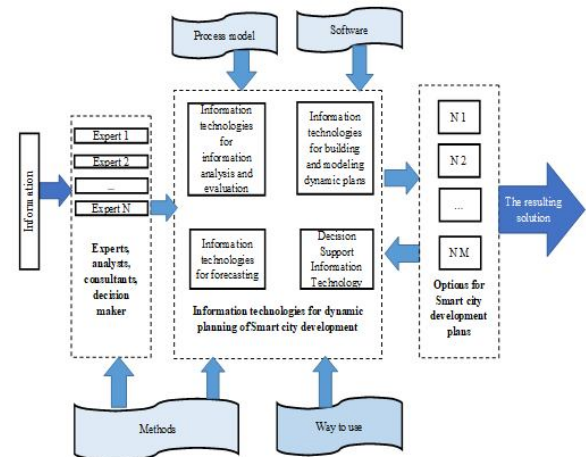 Process model
Software
Information
Expert 1
Expert 2
...
Expert N
Experts,
analysts,
consultants,
decision
maker
Information
technologies
for
information
analysis and
evaluation
Information
technologies
for building
and modeling
dynamic plans
Information
technologies
for forecasting
Decision
Support
Information
Technology
Information technologies for dynamic
planning of Smart city development
N 1
N 2
...
NM
Options for
Smart city
development
plans
The resulting
solution
Methods
Way to use